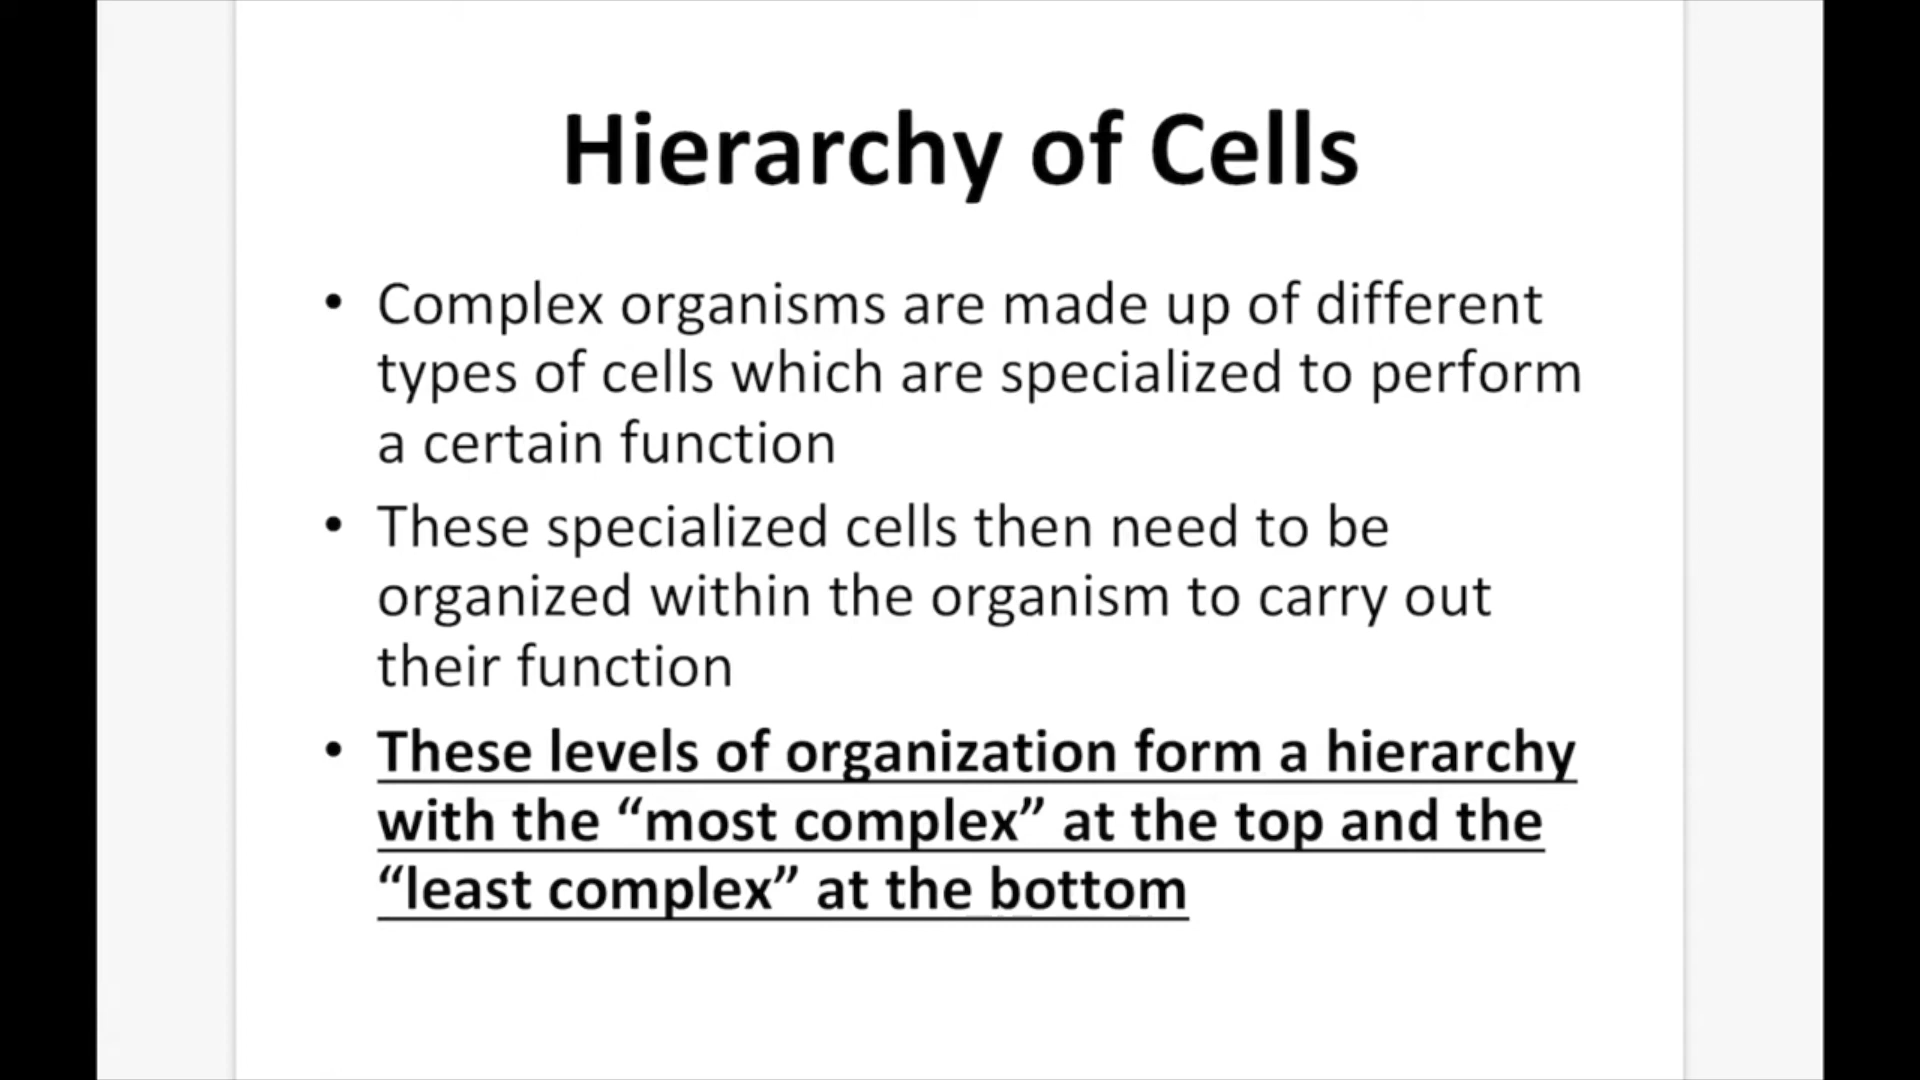 Hierarchy of Cells
• Complex organisms are made up of different
types of cells which are specialized to perform
a certain function
• These specialized cells then need to be
organized within the organism to carry out
their function
• These levels of organization form a hierarchy
with the “most complex” at the top and the
“least complex” at the bottom